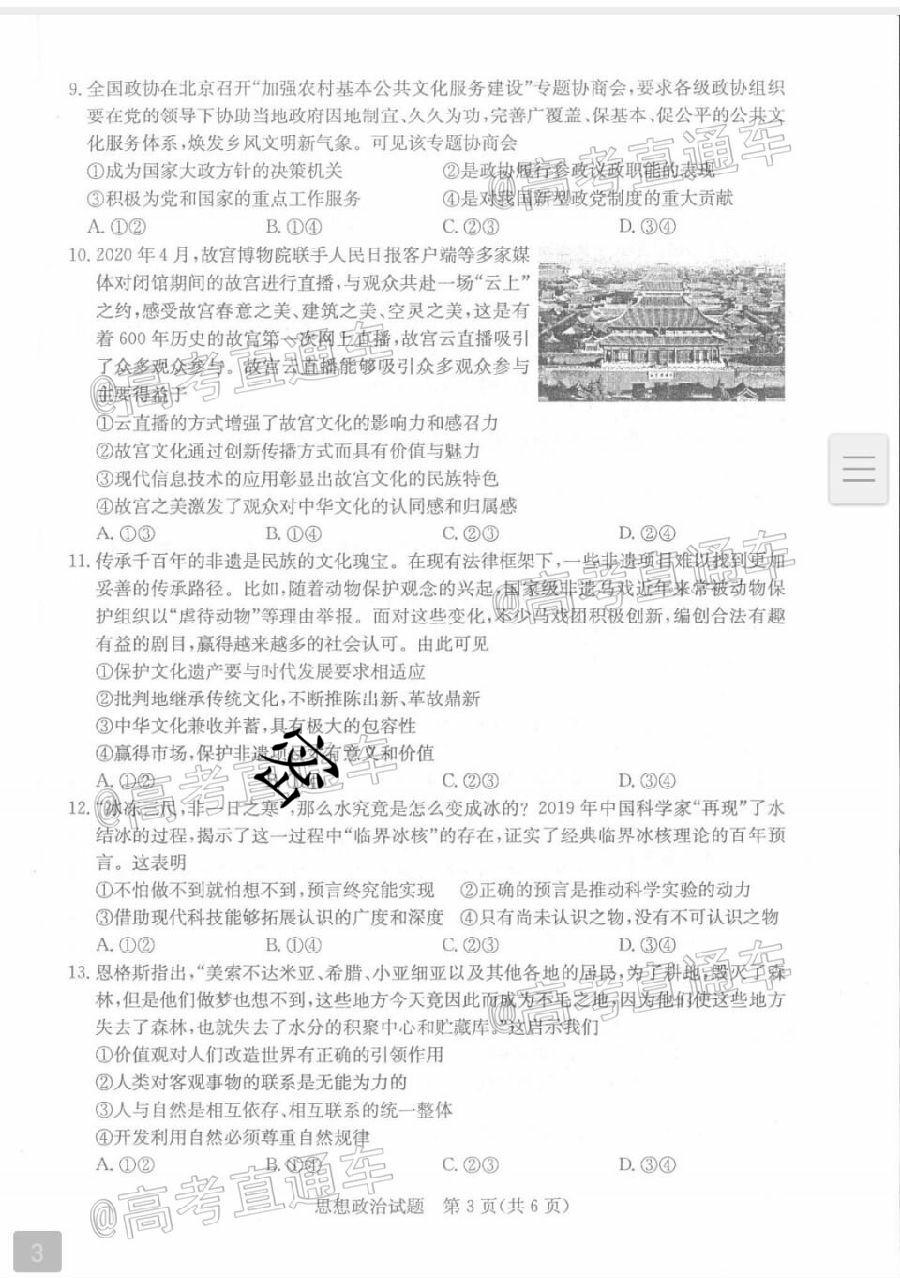 9. 全国政协在北京召开“加强农村基本公共文化服务建设”专题协商会,要求各级政协组织
要在党的领导下协助当地政府因地制宜、久久为功,完善广覆盖、保基本、促公平的公共文
化服务体系,焕发乡风文明新气象。可见该专题协商会
①成为国家大政方针的决策机关 ②是政协履行参政议政职能的表现
③积极为党和国家的重点工作服务 ④是对我国新型政党制度的重大贡献
A. ①② B. ①④ C. ②③ D. ③④
10. 2020年4月,故宫博物院联手人民日报客户端等多家媒
体对闭馆期间的故宫进行直播,与观众共赴一场“云上”
之约,感受故宫春意之美、建筑之美、空灵之美,这是有
着600年历史的故宫第一次网上直播,故宫云直播吸引
了众多观众参与。故宫云直播能够吸引众多观众参与
主要得益于
①云直播的方式增强了故宫文化的影响力和感召力
②故宫文化通过创新传播方式而具有价值与魅力
③现代信息技术的应用彰显出故宫文化的民族特色
④故宫之美激发了观众对中华文化的认同感和归属感
A. ①③ B. ①④ C. ②③ D. ②④
11. 传承千百年的非遗是民族的文化瑰宝。在现有法律框架下,一些非遗项目难以找到更加
妥善的传承路径。比如,随着动物保护观念的兴起,国家级非遗马戏近年来常被动物保
护组织以“虐待动物”等理由举报。面对这些变化,不少马戏团积极创新,编创合法有趣
有益的剧目,赢得越来越多的社会认可。由此可见
①保护文化遗产要与时代发展要求相适应
②批判地继承传统文化,不断推陈出新、革故鼎新
③中华文化兼收并蓄,具有极大的包容性
④赢得市场,保护非遗项目才有意义和价值
A. ①② B. ①④ C. ②③ D. ③④
12. “冰冻三尺,非一日之寒”,那么水究竟是怎么变成冰的?2019年中国科学家“再现”了水
结冰的过程,揭示了这一过程中“临界冰核”的存在,证实了经典临界冰核理论的百年预
言。这表明
①不怕做不到就怕想不到,预言终究能实现 ②正确的预言是推动科学实验的动力
③借助现代科技能够拓展认识的广度和深度 ④只有尚未认识之物,没有不可认识之物
A. ①② B. ①④ C. ②③ D. ③④
13. 恩格斯指出,“美索不达米亚、希腊、小亚细亚以及其他各地的居民,为了耕地,毁灭了森
林,但是他们做梦也想不到,这些地方今天竟因此而成为不毛之地,因为他们使这些地方
失去了森林,也就失去了水分的积聚中心和贮藏库。”这启示我们
①价值观对人们改造世界有正确的引领作用
②人类对客观事物的联系是无能为力的
③人与自然是相互依存、相互联系的统一整体
④开发利用自然必须尊重自然规律
A. ①② B. ①④ C. ②③ D. ③④
思想政治试题 第3页(共6页)
3
@高考直通车
@高考直通车
@高考直通车
@高考直通车
@高考直通车
@高考直通车